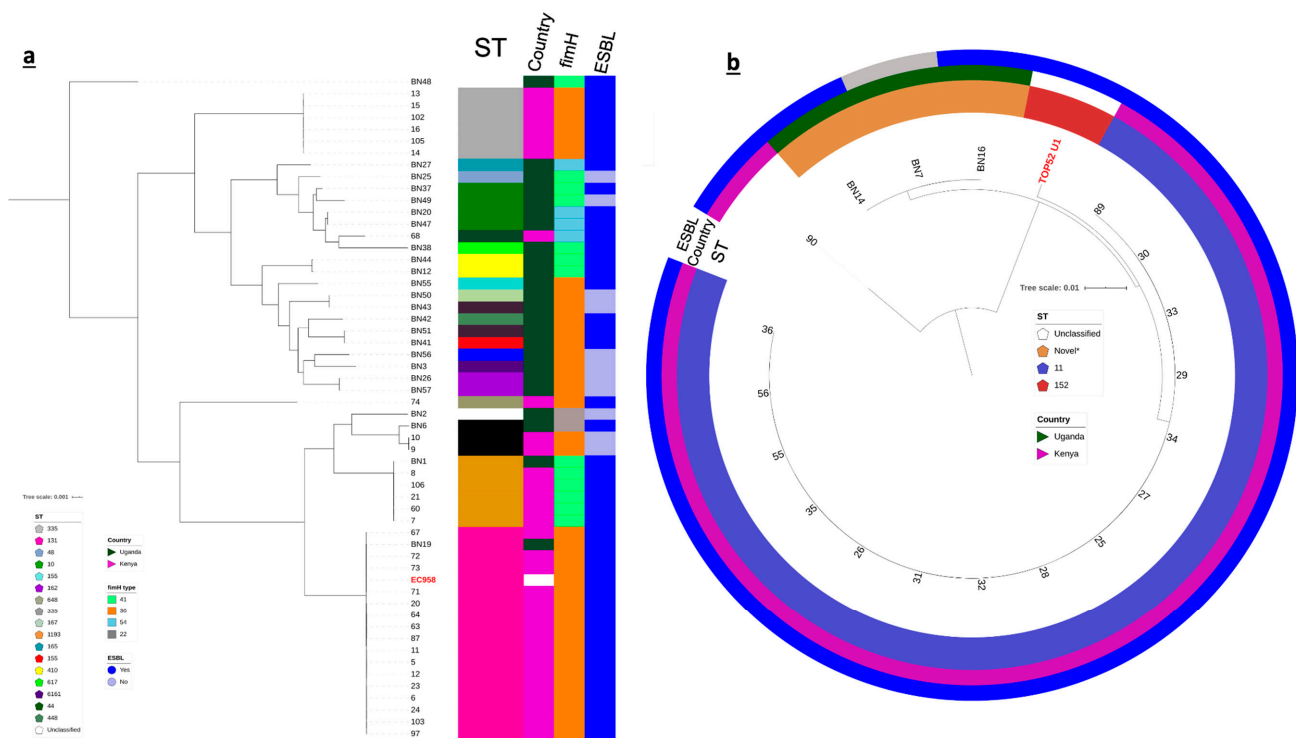 a
ST
Country
fimH
ESBL
BN48
13
15
102
16
105
14
BN27
BN25
BN37
BN49
BN20
BN47
68
BN38
BN44
BN12
BN55
BN50
BN43
BN42
BN51
BN41
BN56
BN3
BN26
BN57
74
BN2
BN6
10
9
BN1
8
106
21
60
7
67
BN19
72
73
EC958
71
20
64
63
87
11
5
12
23
6
24
103
97
Tree scale: 0.001
ST
335
131
48
10
155
162
648
339
167
1193
165
155
410
617
6161
44
448
Unclassified
Country
Uganda
Kenya
fimH type
41
30
54
22
ESBL
Yes
No
b
ESBL
Country
ST
90
BN14
BN7
BN16
TOP52 U1
89
30
33
29
34
27
25
28
32
31
26
35
55
56
36
Tree scale: 0.01
ST
Unclassified
Novel*
11
152
Country
Uganda
Kenya